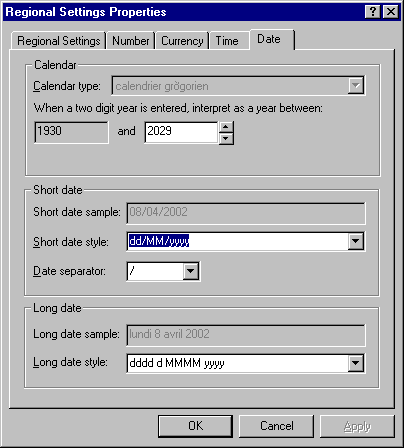 Regional Settings Properties
Regional Settings Number Currency Time Date
Calendar
Calendar type: calendrier grógorien
When a two digit year is entered, interpret as a year between:
1930 and 2029
Short date
Short date sample: 08/04/2002
Short date style: dd/MM/yyyy
Date separator: /
Long date
Long date sample: lundi 8 avril 2002
Long date style: dddd d MMMM yyyy
OK Cancel Apply